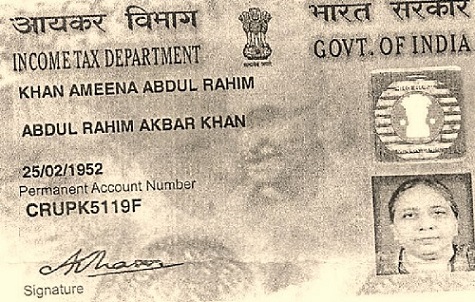 आयकर विभाग
भारत सरकार
INCOME TAX DEPARTMENT
GOVT. OF INDIA
KHAN AMEENA ABDUL RAHIM
ABDUL RAHIM AKBAR KHAN
25/02/1952
Permanent Account Number
CRUPK5119F
Signature